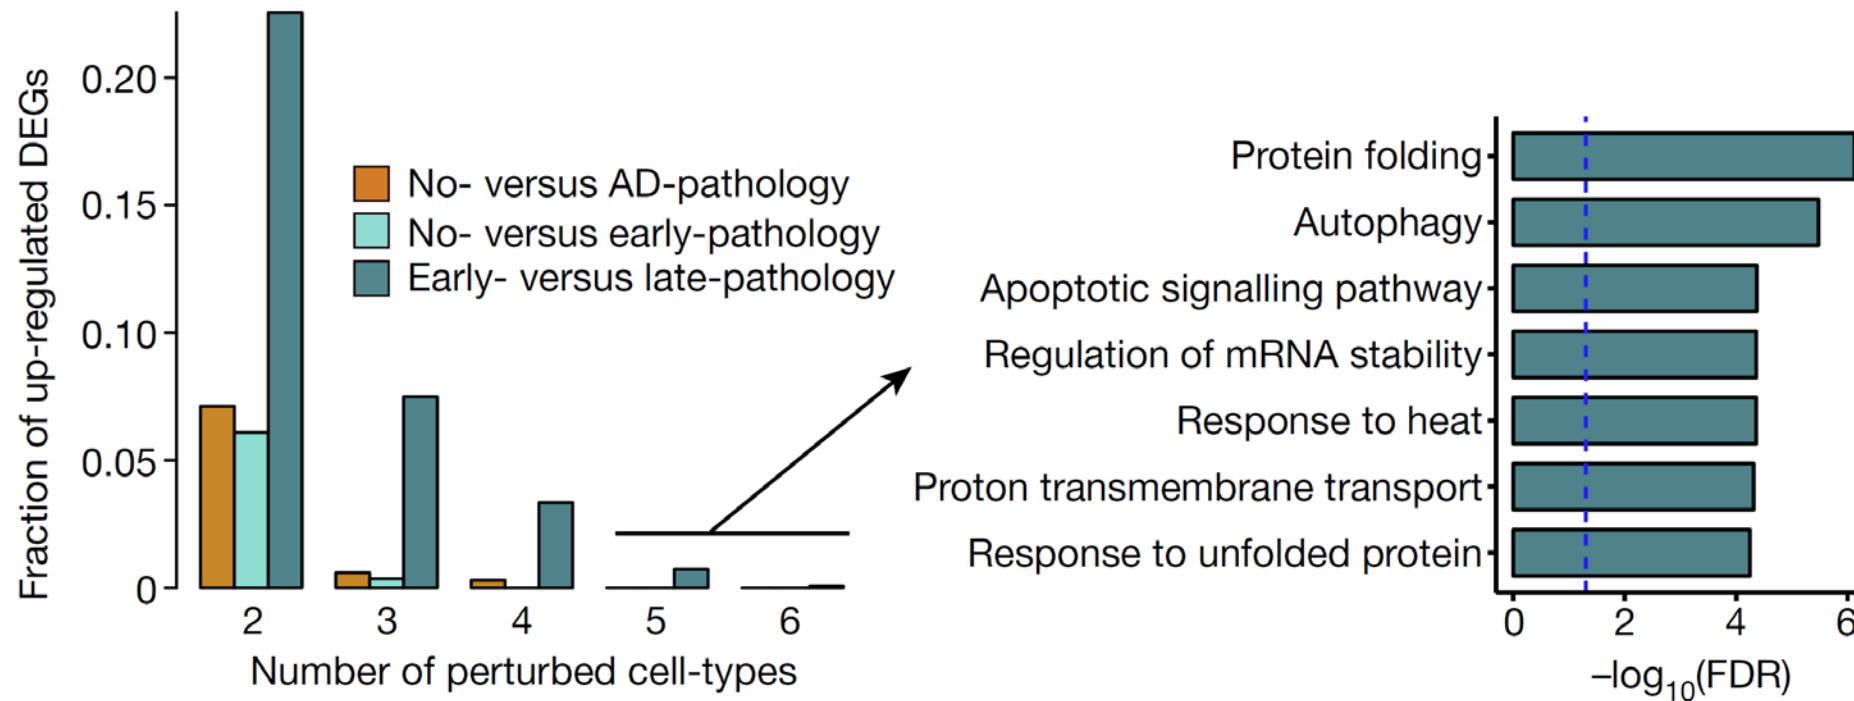 Fraction of up-regulated DEGs
0.20
0.15
0.10
0.05
0
2 3 4 5 6
Number of perturbed cell-types
No- versus AD-pathology
No- versus early-pathology
Early- versus late-pathology
Protein folding
Autophagy
Apoptotic signalling pathway
Regulation of mRNA stability
Response to heat
Proton transmembrane transport
Response to unfolded protein
0 2 4 6
–log₁₀(FDR)